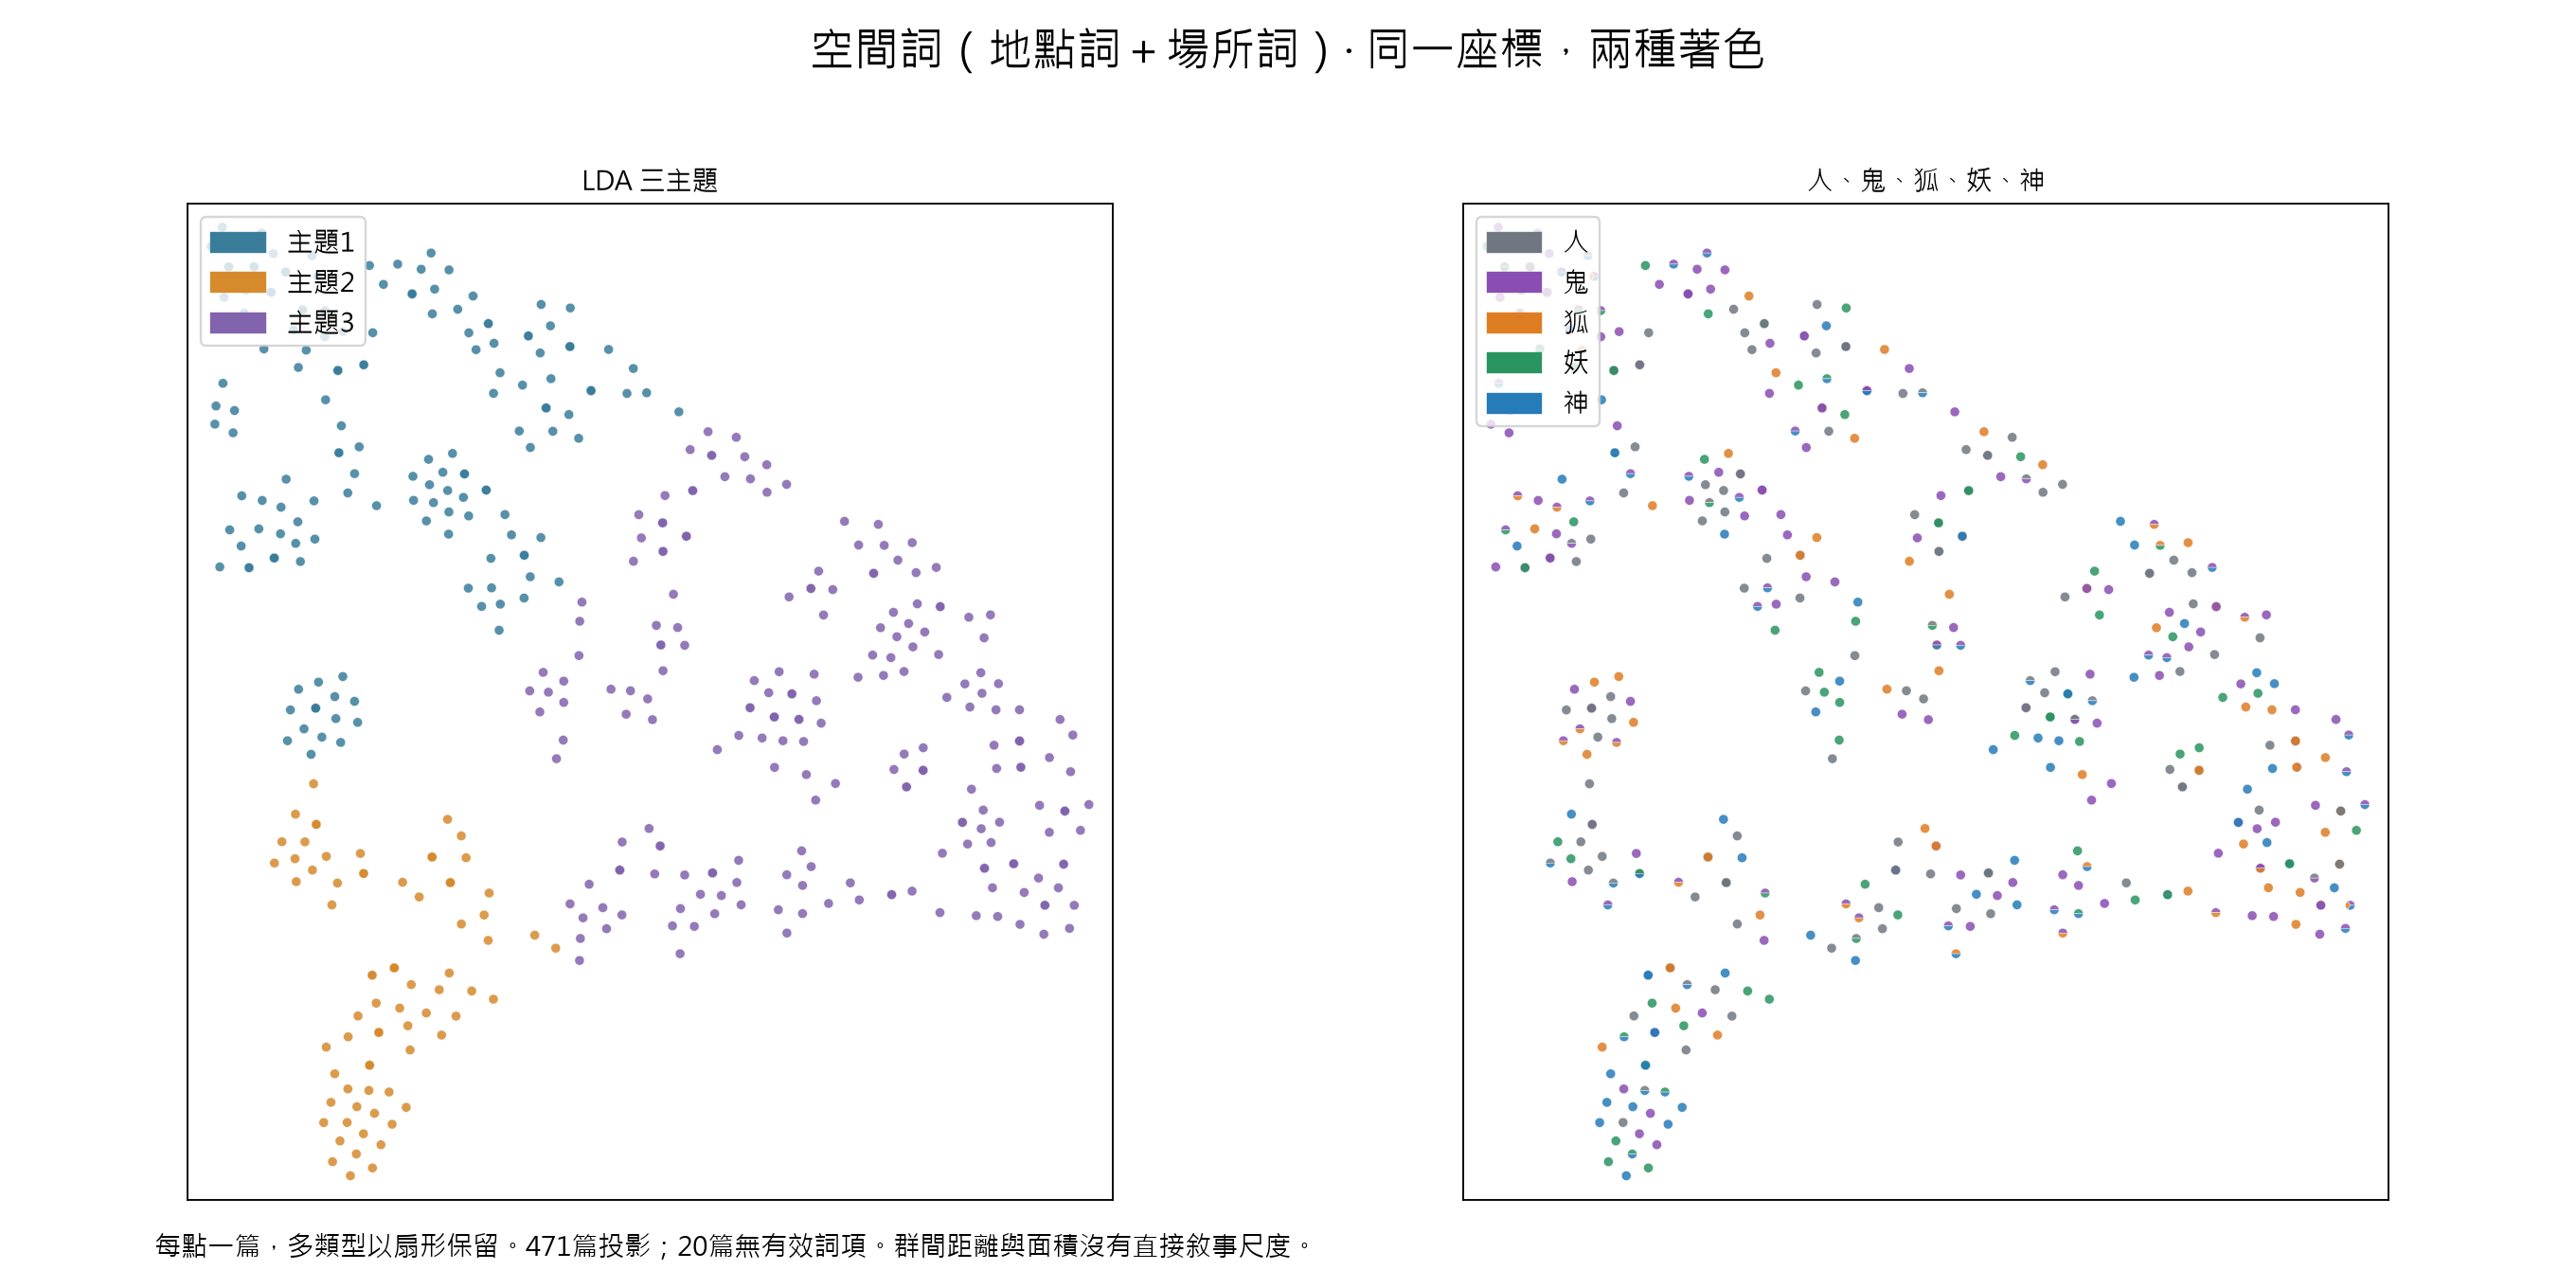 空間詞（地點詞+場所詞）·同一座標，兩種著色
LDA 三主題
主題1
主題2
主題3
人、鬼、狐、妖、神
人
鬼
狐
妖
神
每點一篇，多類型以扇形保留。471篇投影；20篇無有效詞項。群間距離與面積沒有直接敘事尺度。